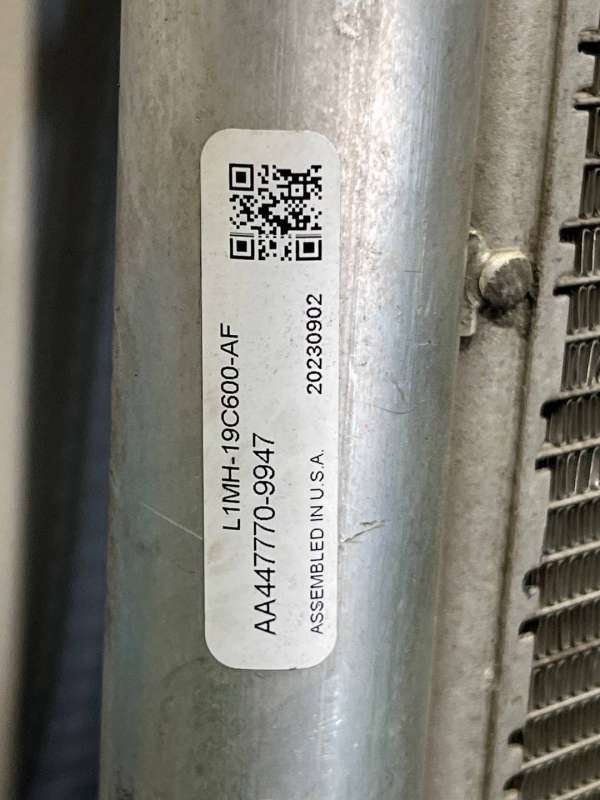 L1MH-19C600-AF
AA447770-9947
ASSEMBLED IN U.S.A. 20230902